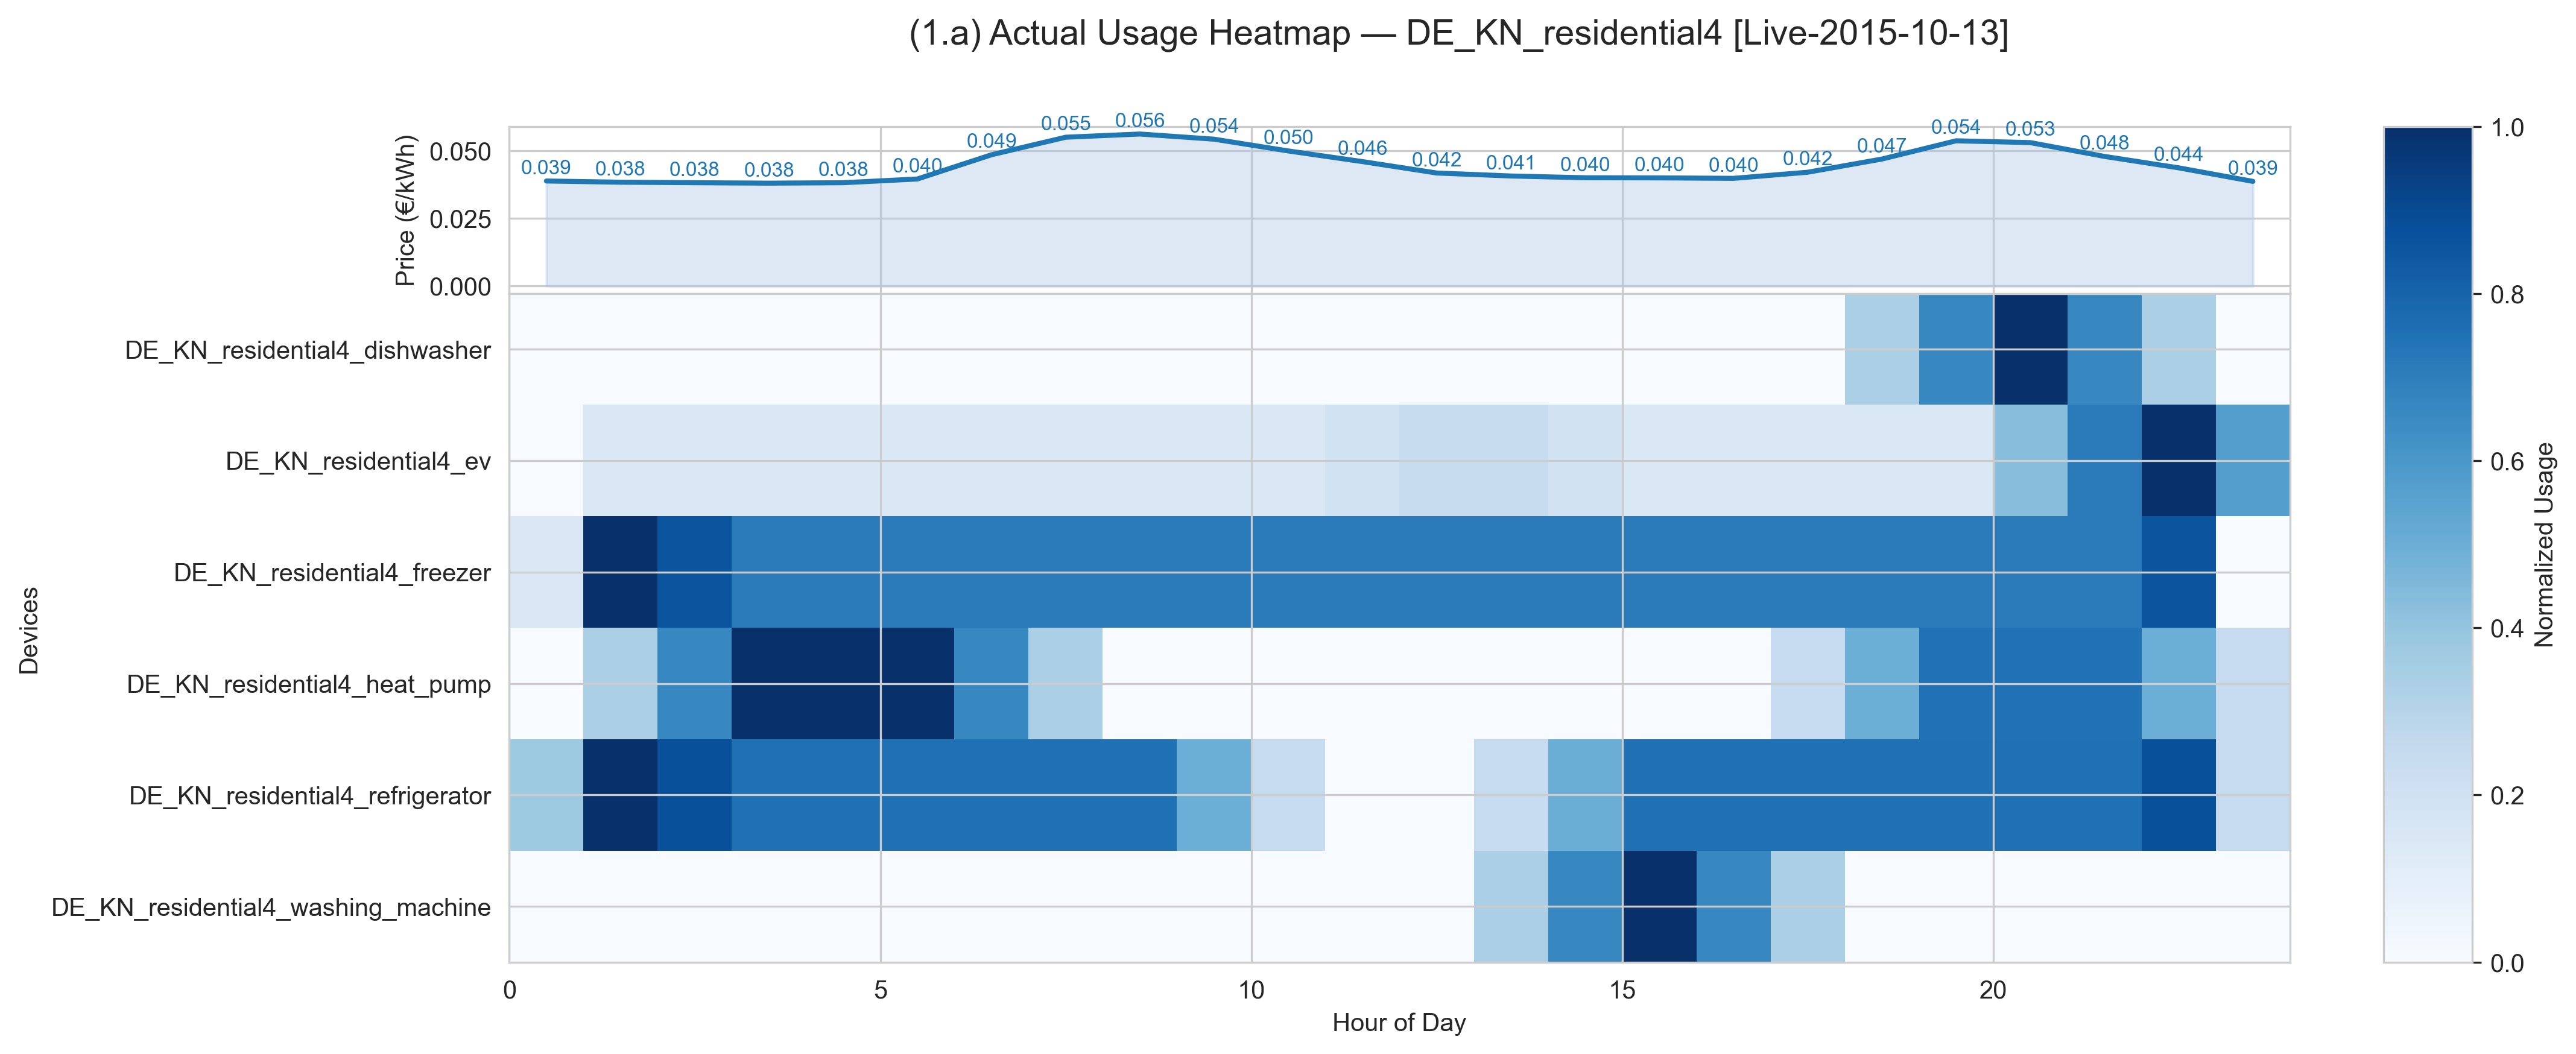 (1.a) Actual Usage Heatmap — DE_KN_residential4 [Live-2015-10-13]
Price (€/kWh)
0.050
0.025
0.000
0.039
0.038
0.038
0.038
0.038
0.040
0.049
0.055
0.056
0.054
0.050
0.046
0.042
0.041
0.040
0.040
0.040
0.042
0.047
0.054
0.053
0.048
0.044
0.039
Devices
DE_KN_residential4_dishwasher
DE_KN_residential4_ev
DE_KN_residential4_freezer
DE_KN_residential4_heat_pump
DE_KN_residential4_refrigerator
DE_KN_residential4_washing_machine
0 5 10 15 20
Hour of Day
1.0
0.8
0.6
0.4
0.2
0.0
Normalized Usage